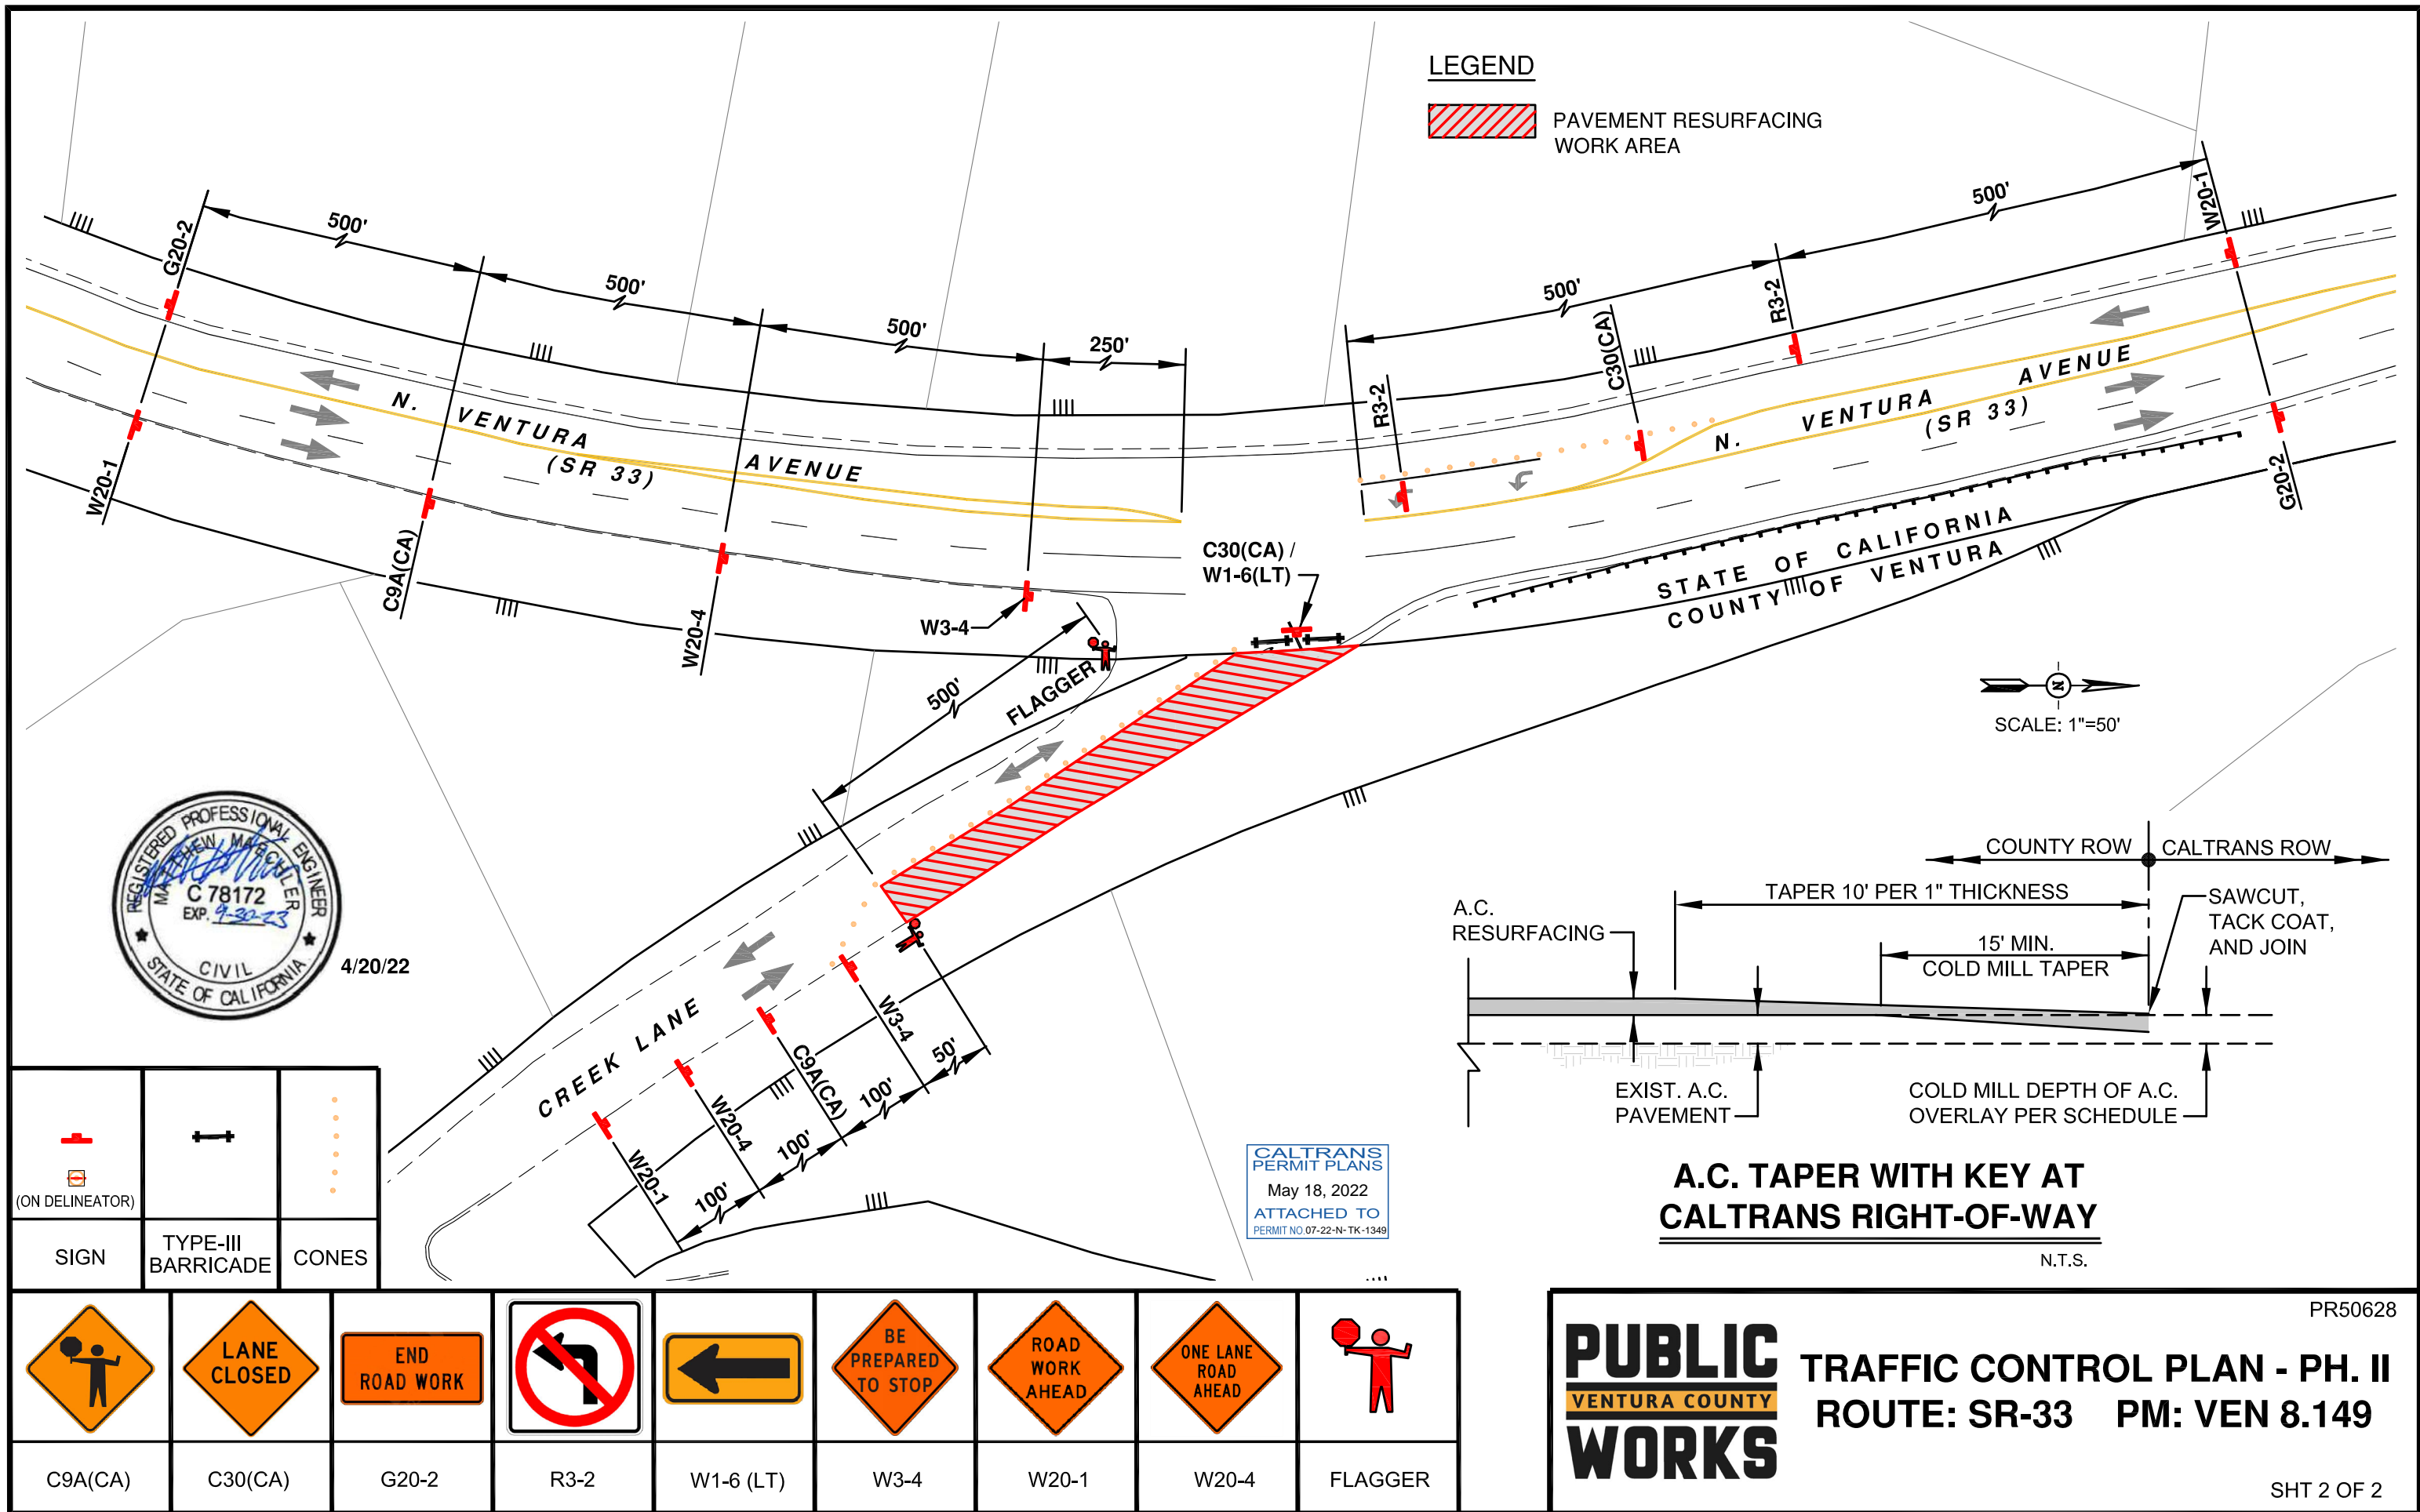 LEGEND
PAVEMENT RESURFACING
WORK AREA
G20-2
500'
500'
500'
250'
500'
500'
W20-1
R3-2
C30(CA)
R3-2
N. VENTURA AVENUE
(SR 33)
N. VENTURA AVENUE
(SR 33)
W20-1
C9A(CA)
W20-4
W3-4
C30(CA) /
W1-6(LT)
G20-2
STATE OF CALIFORNIA
COUNTY OF VENTURA
FLAGGER
500'
N
SCALE: 1"=50'
REGISTERED PROFESSIONAL ENGINEER
C 78172
EXP. 9-30-23
CIVIL
STATE OF CALIFORNIA
4/20/22
CREEK LANE
W3-4
C9A(CA)
W20-4
W20-1
50'
100'
100'
100'
COUNTY ROW
CALTRANS ROW
TAPER 10' PER 1" THICKNESS
A.C.
RESURFACING
15' MIN.
COLD MILL TAPER
SAWCUT,
TACK COAT,
AND JOIN
EXIST. A.C.
PAVEMENT
COLD MILL DEPTH OF A.C.
OVERLAY PER SCHEDULE
A.C. TAPER WITH KEY AT
CALTRANS RIGHT-OF-WAY
N.T.S.
CALTRANS
PERMIT PLANS
May 18, 2022
ATTACHED TO
PERMIT NO.07-22-N-TK-1349
(ON DELINEATOR)
SIGN
TYPE-III
BARRICADE
CONES
LANE
CLOSED
END
ROAD WORK
BE
PREPARED
TO STOP
ROAD
WORK
AHEAD
ONE LANE
ROAD
AHEAD
C9A(CA)
C30(CA)
G20-2
R3-2
W1-6 (LT)
W3-4
W20-1
W20-4
FLAGGER
PUBLIC
VENTURA COUNTY
WORKS
PR50628
TRAFFIC CONTROL PLAN - PH. II
ROUTE: SR-33 PM: VEN 8.149
SHT 2 OF 2